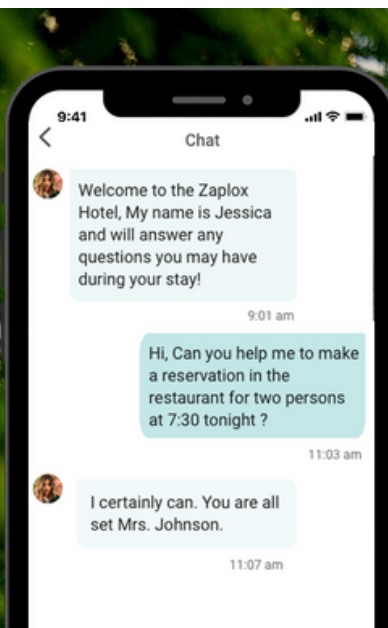 9:41
Chat
Welcome to the Zaplox
Hotel, My name is Jessica
and will answer any
questions you may have
during your stay!
9:01 am
Hi, Can you help me to make
a reservation in the
restaurant for two persons
at 7:30 tonight ?
11:03 am
I certainly can. You are all
set Mrs. Johnson.
11:07 am